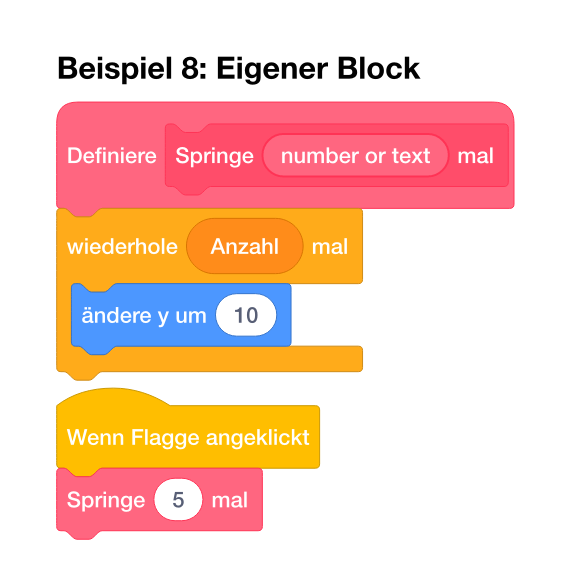 Beispiel 8: Eigener Block
Definiere Springe number or text mal
wiederhole Anzahl mal
ändere y um 10
Wenn Flagge angeklickt
Springe 5 mal